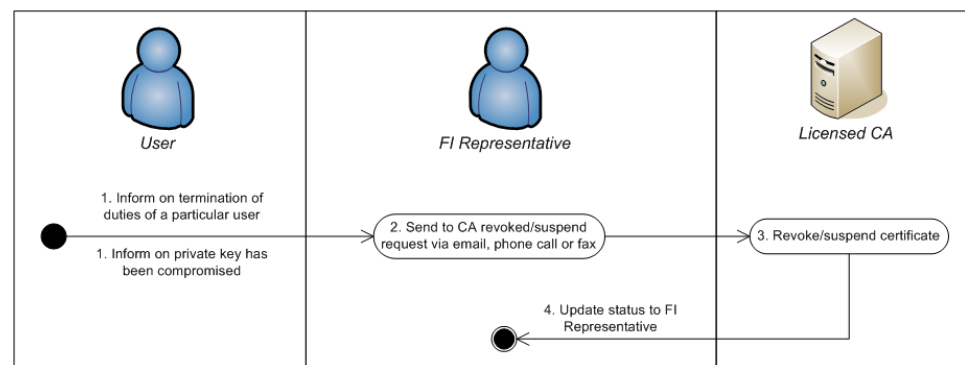 User
FI Representative
Licensed CA
1. Inform on termination of
duties of a particular user
1. Inform on private key has
been compromised
2. Send to CA revoked/suspend
request via email, phone call or fax
3. Revoke/suspend certificate
4. Update status to FI
Representative